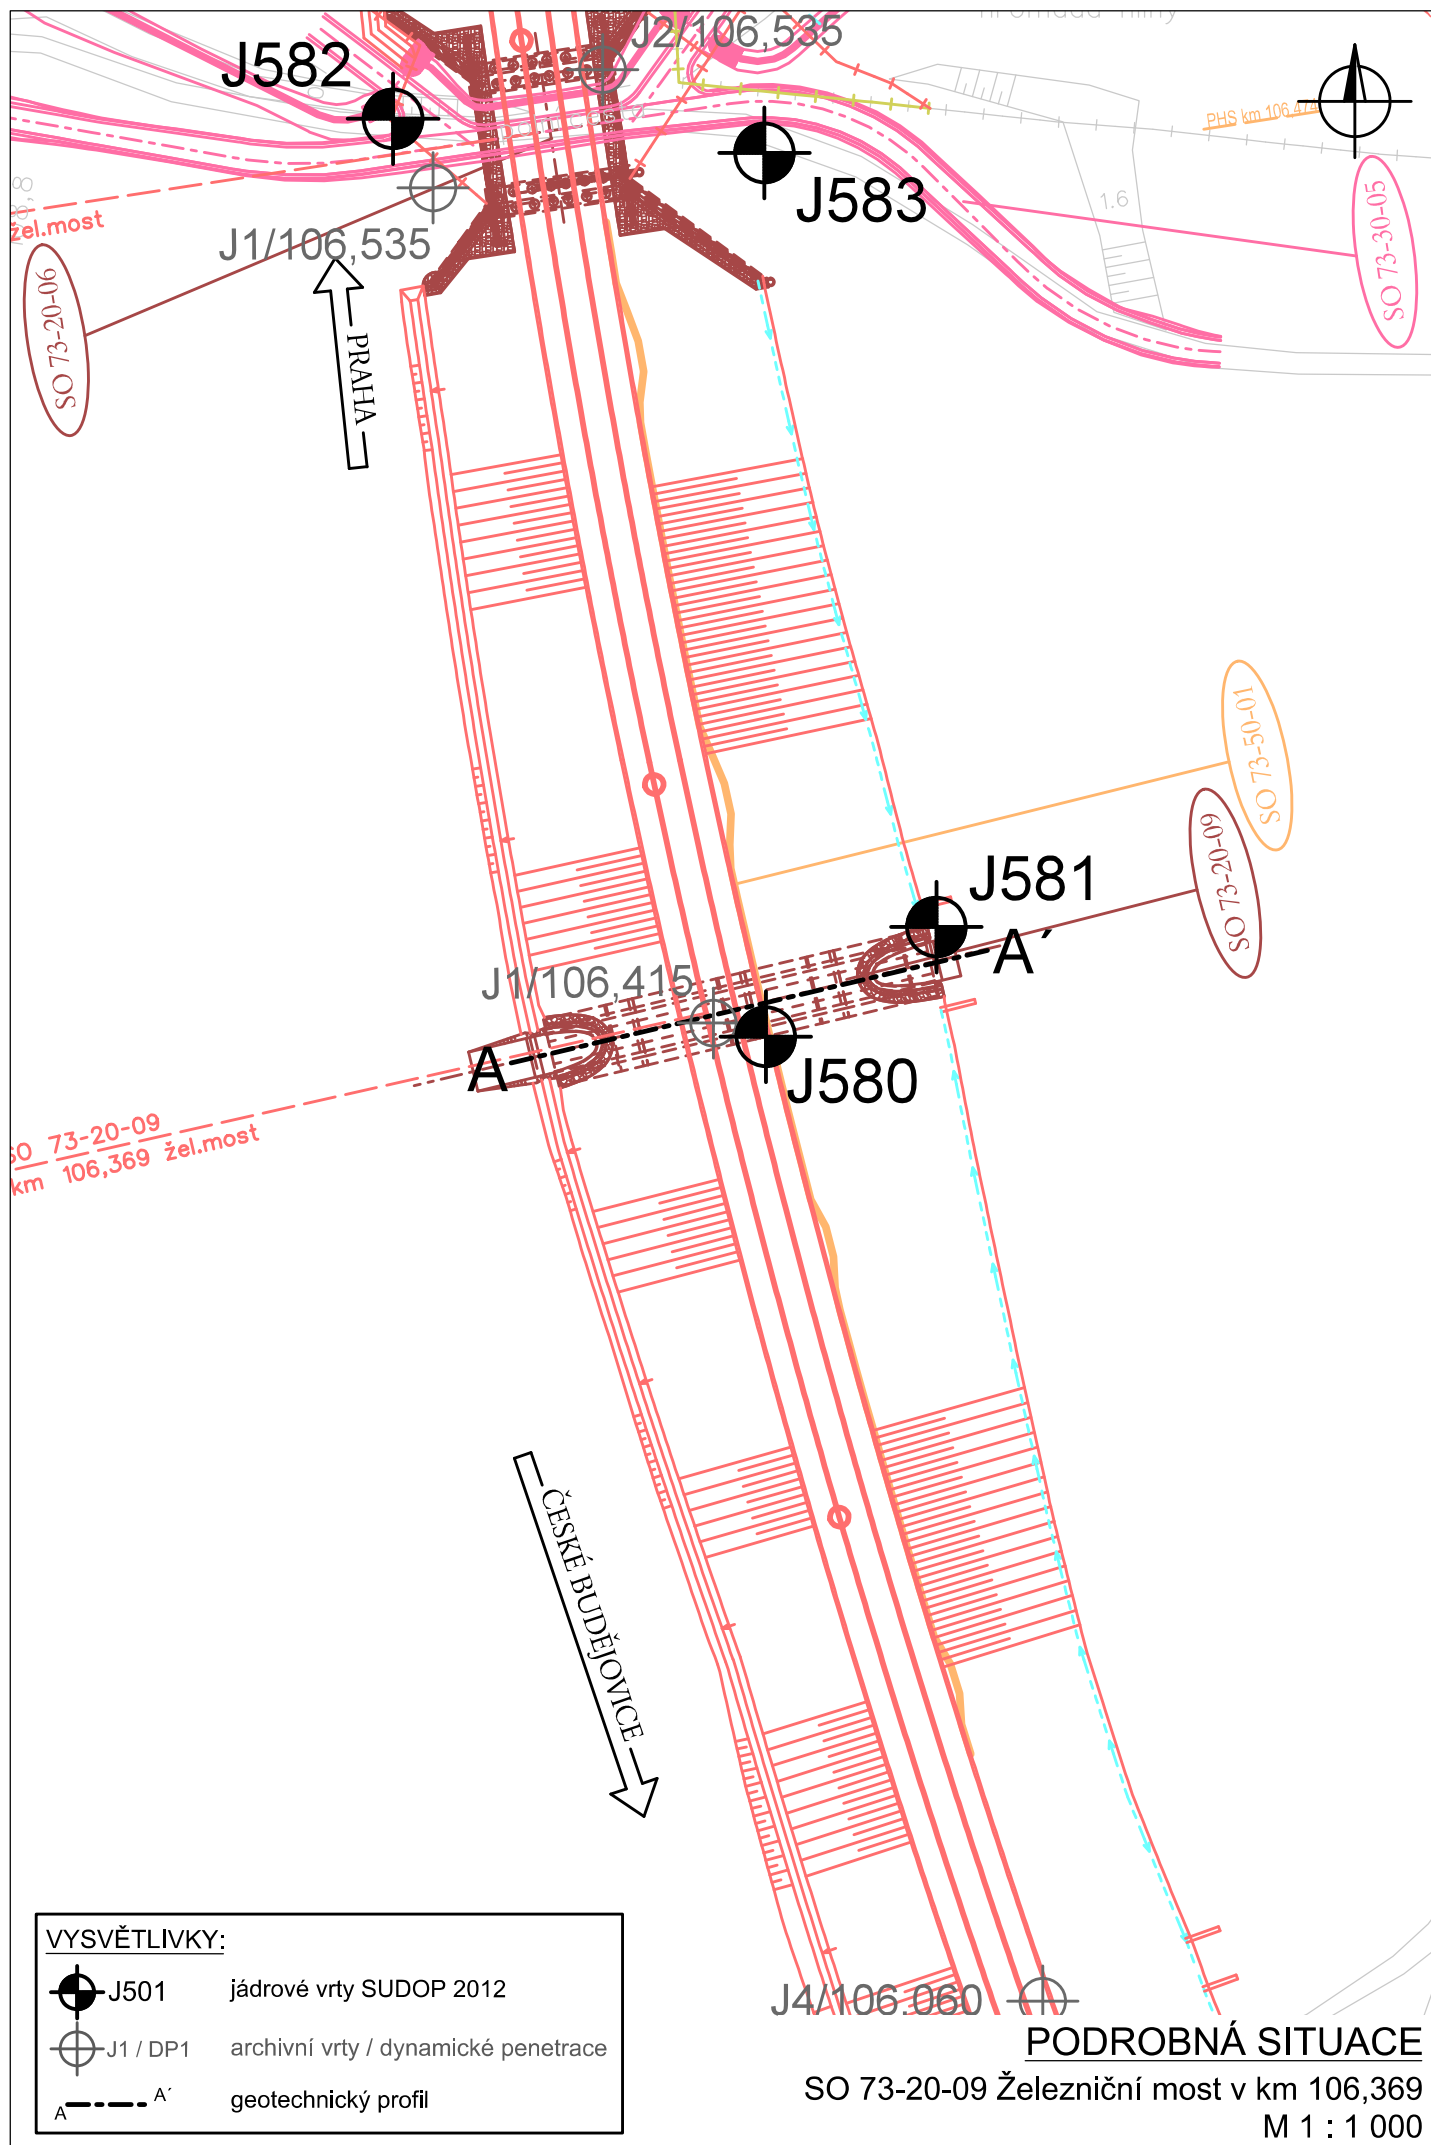 hromada hlíny
J2/106,535
J582
PHS km 106,474
J583
1.6
SO 73-30-05
žel.most
J1/106,535
SO 73-20-06
PRAHA
SO 73-50-01
SO 73-20-09
J581
A´
J1/106,415
A
J580
SO 73-20-09
km 106,369 žel.most
ČESKÉ BUDĚJOVICE
J4/106.060
VYSVĚTLIVKY:
J501 jádrové vrty SUDOP 2012
J1 / DP1 archivní vrty / dynamické penetrace
A A´ geotechnický profil
PODROBNÁ SITUACE
SO 73-20-09 Železniční most v km 106,369
M 1 : 1 000